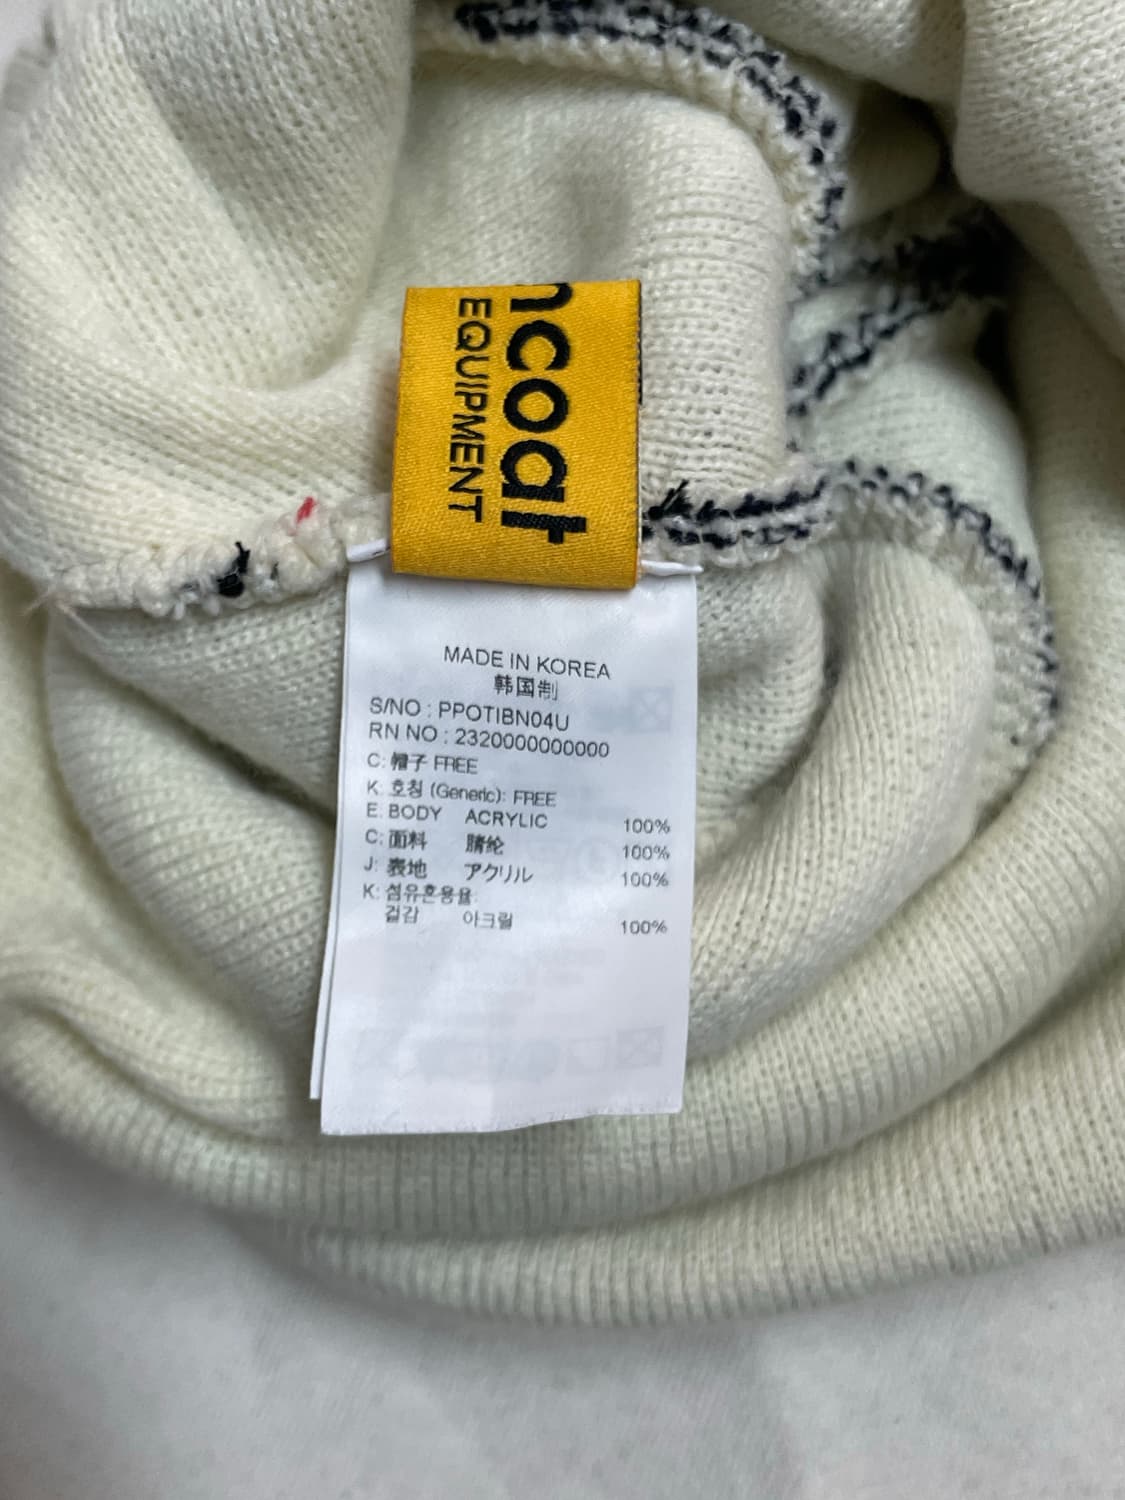 ncoat
EQUIPMENT
MADE IN KOREA
韩国制
S/NO : PPOTIBN04U
RN NO : 2320000000000
C: 帽子 FREE
K: 호칭 (Generic): FREE
E: BODY ACRYLIC 100%
C: 面料 腈纶 100%
J: 表地 アクリル 100%
K: 섬유혼용율:
겉감 아크릴 100%